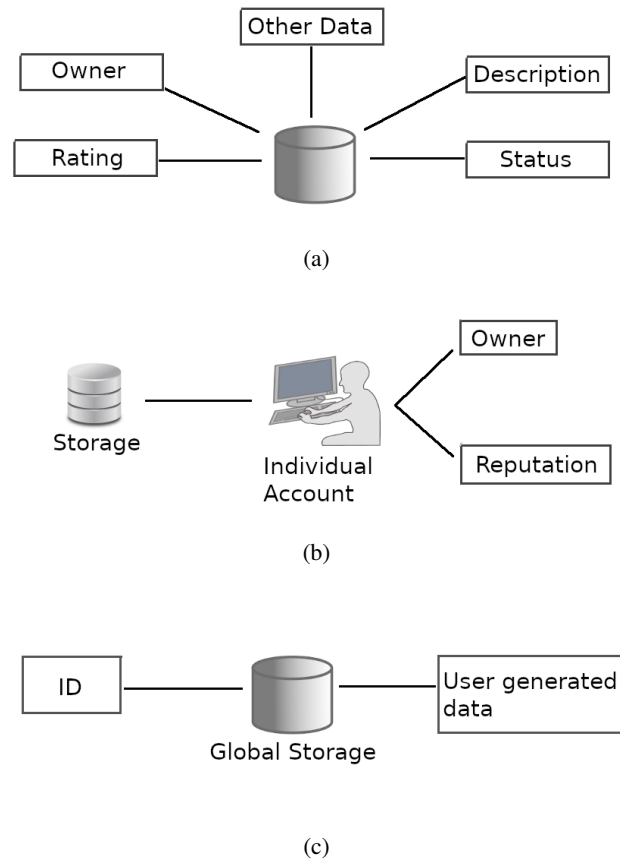 Other Data
Owner
Description
Rating
Status
(a)
Storage
Individual
Account
Owner
Reputation
(b)
ID
Global Storage
User generated
data
(c)